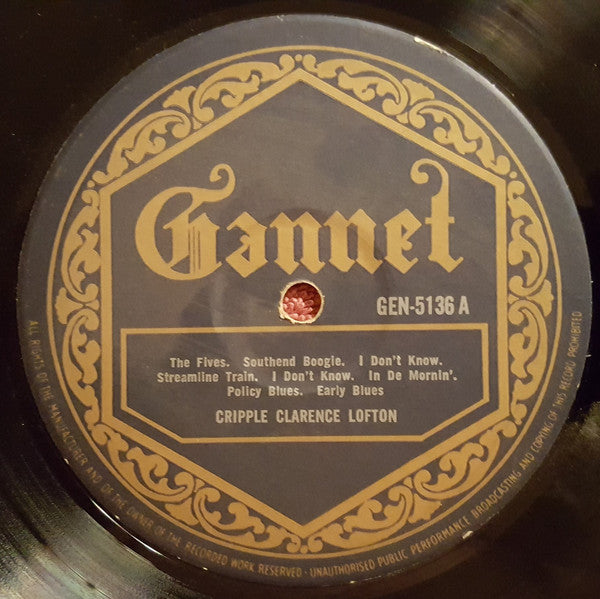 Gannet
GEN-5136 A
The Fives. Southend Boogie. I Don't Know.
Streamline Train. I Don't Know. In De Mornin'.
Policy Blues. Early Blues
CRIPPLE CLARENCE LOFTON
ALL RIGHTS OF THE MANUFACTURER AND OF THE OWNER OF THE RECORDED WORK RESERVED · UNAUTHORISED PUBLIC PERFORMANCE BROADCASTING AND COPYING OF THIS RECORD PROHIBITED